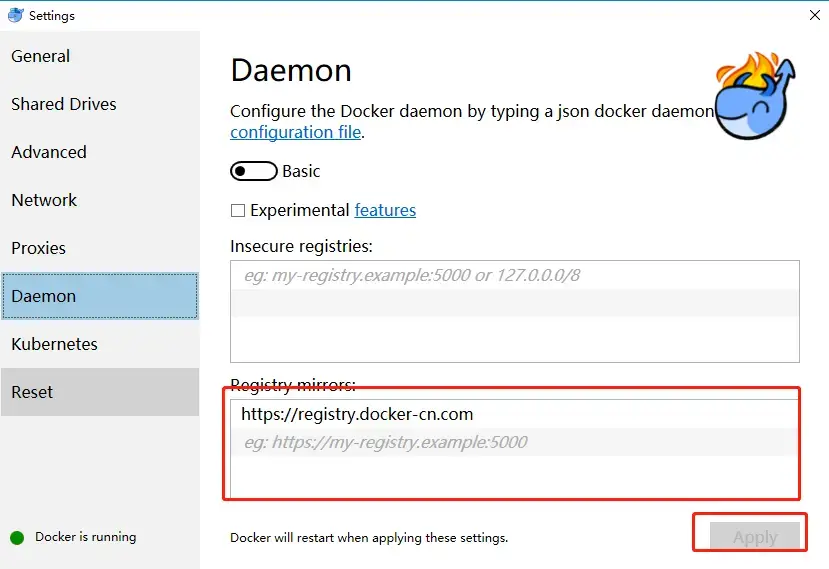 Settings
General
Shared Drives
Advanced
Network
Proxies
Daemon
Kubernetes
Reset
Docker is running
Daemon
Configure the Docker daemon by typing a json docker daemon
configuration file.
Basic
Experimental features
Insecure registries:
eg: my-registry.example:5000 or 127.0.0.0/8
Registry mirrors:
https://registry.docker-cn.com
eg: https://my-registry.example:5000
Docker will restart when applying these settings.
Apply